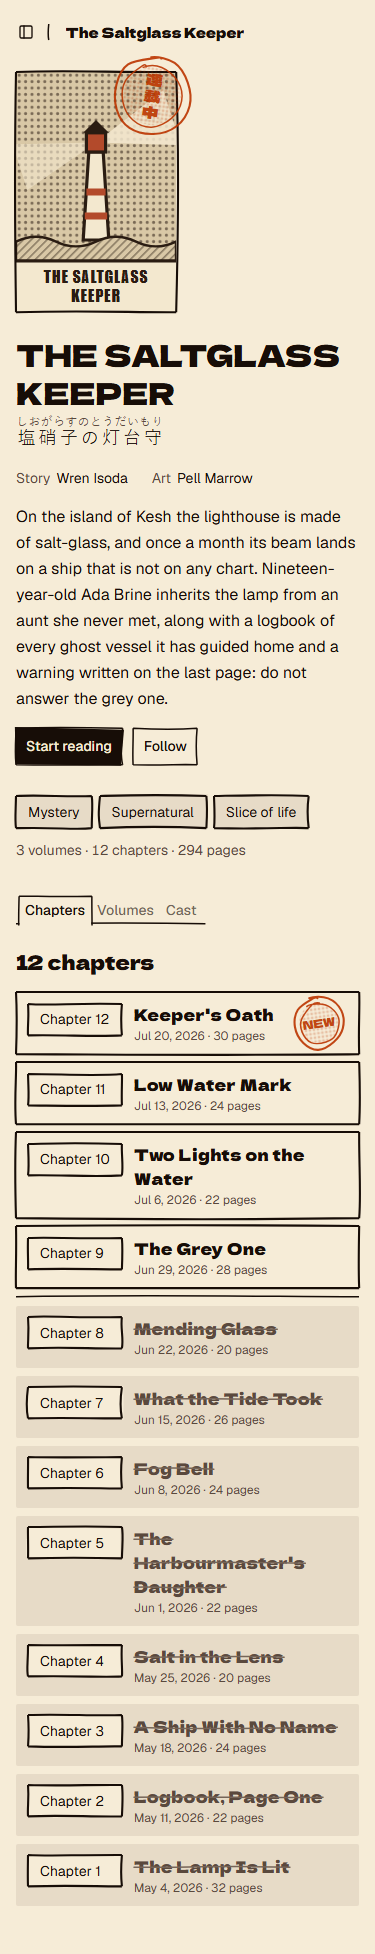 The Saltglass Keeper
連載中
THE SALTGLASS
KEEPER
THE SALTGLASS
KEEPER
しおがらすのとうだいもり
塩硝子の灯台守
Story Wren Isoda Art Pell Marrow
On the island of Kesh the lighthouse is made
of salt-glass, and once a month its beam lands
on a ship that is not on any chart. Nineteen-
year-old Ada Brine inherits the lamp from an
aunt she never met, along with a logbook of
every ghost vessel it has guided home and a
warning written on the last page: do not
answer the grey one.
Start reading Follow
Mystery Supernatural Slice of life
3 volumes · 12 chapters · 294 pages
Chapters Volumes Cast
12 chapters
Chapter 12 Keeper's Oath NEW
Jul 20, 2026 · 30 pages
Chapter 11 Low Water Mark
Jul 13, 2026 · 24 pages
Chapter 10 Two Lights on the
Water
Jul 6, 2026 · 22 pages
Chapter 9 The Grey One
Jun 29, 2026 · 28 pages
Chapter 8 Mending Glass
Jun 22, 2026 · 20 pages
Chapter 7 What the Tide Took
Jun 15, 2026 · 26 pages
Chapter 6 Fog Bell
Jun 8, 2026 · 24 pages
Chapter 5 The
Harbourmaster's
Daughter
Jun 1, 2026 · 22 pages
Chapter 4 Salt in the Lens
May 25, 2026 · 20 pages
Chapter 3 A Ship With No Name
May 18, 2026 · 24 pages
Chapter 2 Logbook, Page One
May 11, 2026 · 22 pages
Chapter 1 The Lamp Is Lit
May 4, 2026 · 32 pages